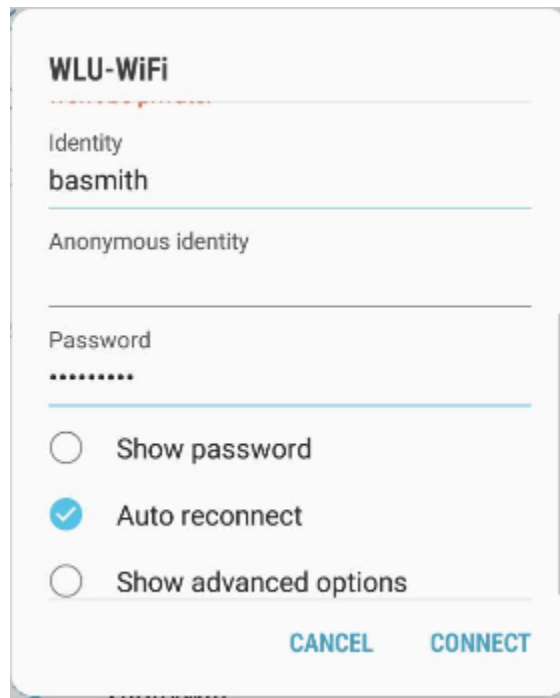 WLU-WiFi
Identity
basmith
Anonymous identity
Password
•••••••••
Show password
Auto reconnect
Show advanced options
CANCEL CONNECT